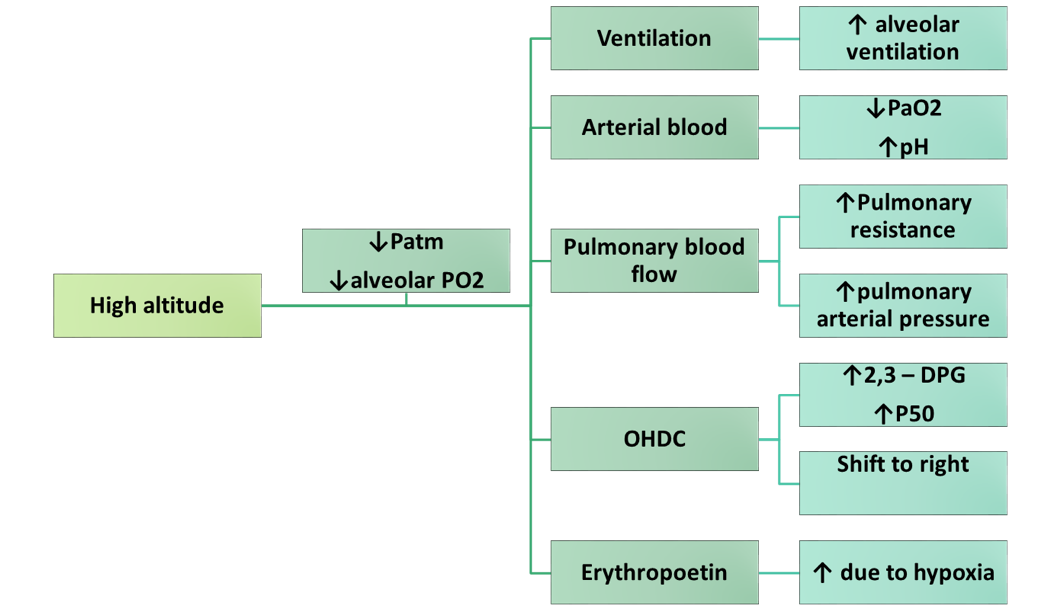 High altitude
↓Patm
↓alveolar PO2
Ventilation
↑ alveolar
ventilation
Arterial blood
↓PaO2
↑pH
Pulmonary blood
flow
↑Pulmonary
resistance
↑pulmonary
arterial pressure
OHDC
↑2,3 – DPG
↑P50
Shift to right
Erythropoetin
↑ due to hypoxia